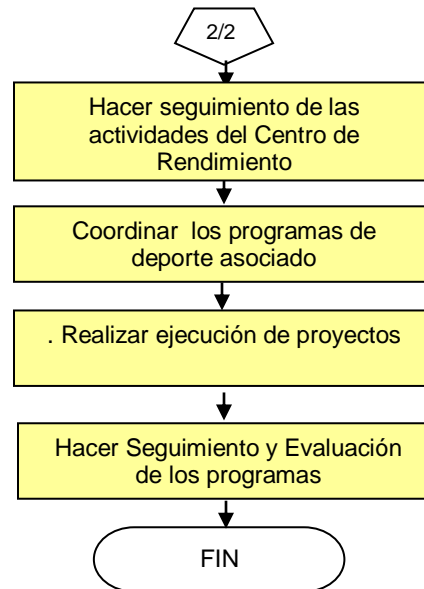 2/2
Hacer seguimiento de las
actividades del Centro de
Rendimiento
Coordinar los programas de
deporte asociado
. Realizar ejecución de proyectos
Hacer Seguimiento y Evaluación
de los programas
FIN